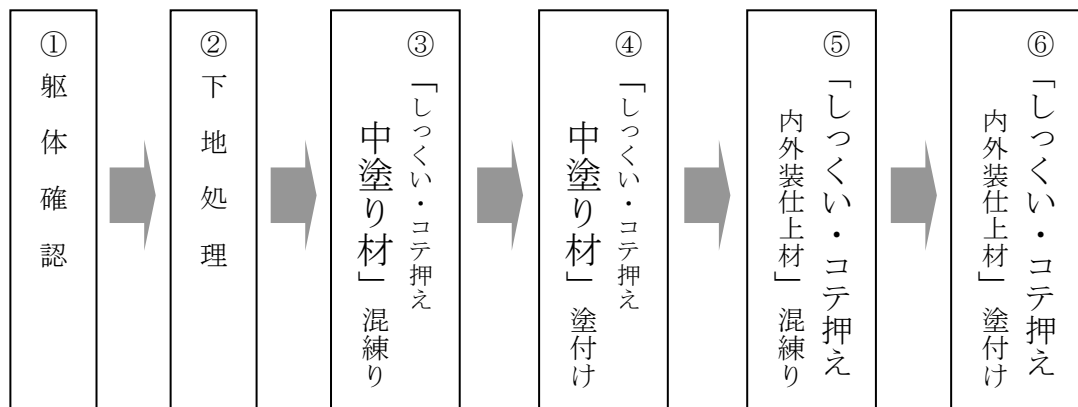 ①躯体確認
②下地処理
③「しっくい・コテ押え
中塗り材」混練り
④「しっくい・コテ押え
中塗り材」塗付け
⑤「しっくい・コテ押え
内外装仕上材」混練り
⑥「しっくい・コテ押え
内外装仕上材」塗付け